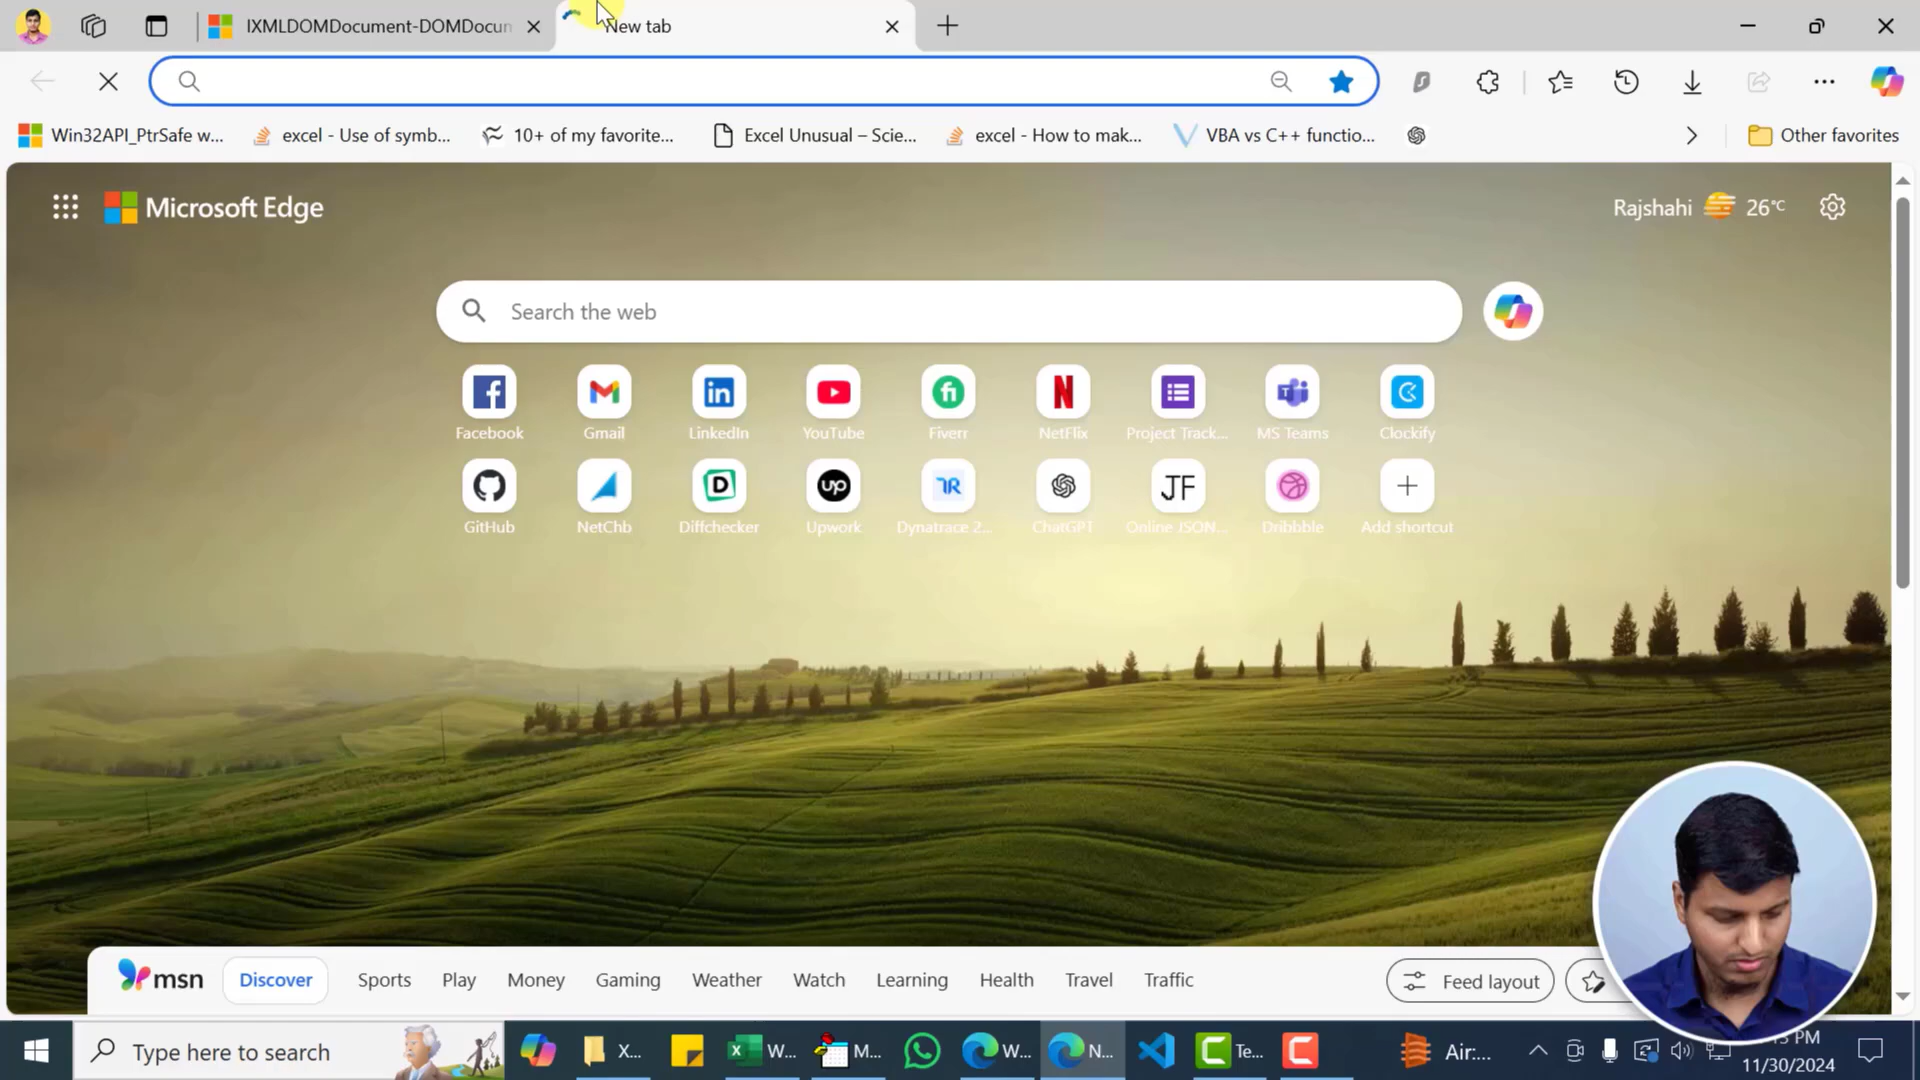 IXMLDOMDocument-DOMDocun
New tab
Win32API_PtrSafe w...
excel - Use of symb...
10+ of my favorite...
Excel Unusual – Scie...
excel - How to mak...
VBA vs C++ functio...
Other favorites
Microsoft Edge
Rajshahi
26°C
Search the web
Facebook
Gmail
LinkedIn
YouTube
Fiverr
NetFlix
Project Track...
MS Teams
Clockify
GitHub
NetChb
Diffchecker
Upwork
Dynatrace 2...
ChatGPT
Online JSON...
Dribbble
Add shortcut
msn
Discover
Sports
Play
Money
Gaming
Weather
Watch
Learning
Health
Travel
Traffic
Feed layout
Type here to search
X...
W...
M...
W...
N...
Te...
Air:...
PM
11/30/2024